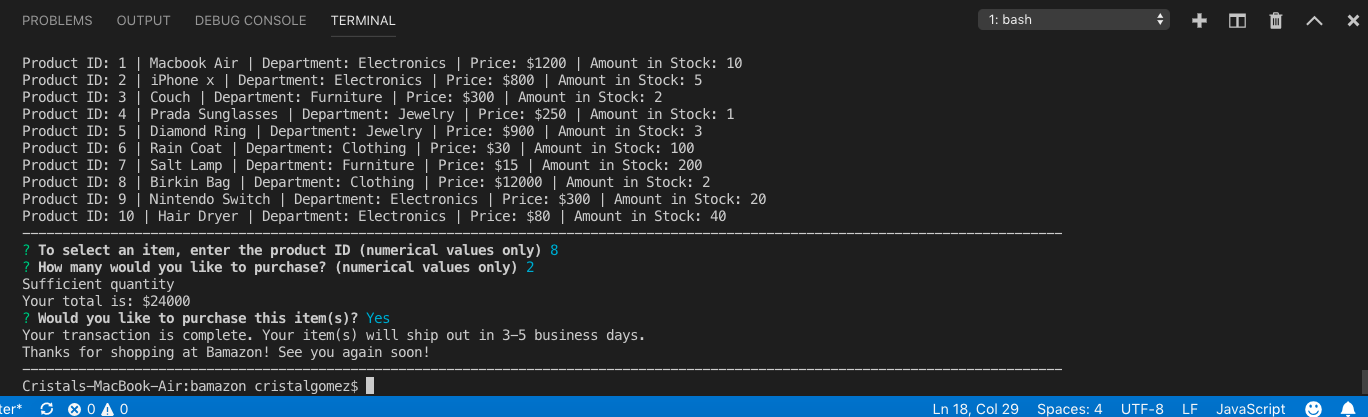 PROBLEMS OUTPUT DEBUG CONSOLE TERMINAL 1: bash
Product ID: 1 | Macbook Air | Department: Electronics | Price: $1200 | Amount in Stock: 10
Product ID: 2 | iPhone x | Department: Electronics | Price: $800 | Amount in Stock: 5
Product ID: 3 | Couch | Department: Furniture | Price: $300 | Amount in Stock: 2
Product ID: 4 | Prada Sunglasses | Department: Jewelry | Price: $250 | Amount in Stock: 1
Product ID: 5 | Diamond Ring | Department: Jewelry | Price: $900 | Amount in Stock: 3
Product ID: 6 | Rain Coat | Department: Clothing | Price: $30 | Amount in Stock: 100
Product ID: 7 | Salt Lamp | Department: Furniture | Price: $15 | Amount in Stock: 200
Product ID: 8 | Birkin Bag | Department: Clothing | Price: $12000 | Amount in Stock: 2
Product ID: 9 | Nintendo Switch | Department: Electronics | Price: $300 | Amount in Stock: 20
Product ID: 10 | Hair Dryer | Department: Electronics | Price: $80 | Amount in Stock: 40
? To select an item, enter the product ID (numerical values only) 8
? How many would you like to purchase? (numerical values only) 2
Sufficient quantity
Your total is: $24000
? Would you like to purchase this item(s)? Yes
Your transaction is complete. Your item(s) will ship out in 3-5 business days.
Thanks for shopping at Bamazon! See you again soon!
Cristals-MacBook-Air:bamazon cristalgomez$
ter* 0 0 Ln 18, Col 29 Spaces: 4 UTF-8 LF JavaScript